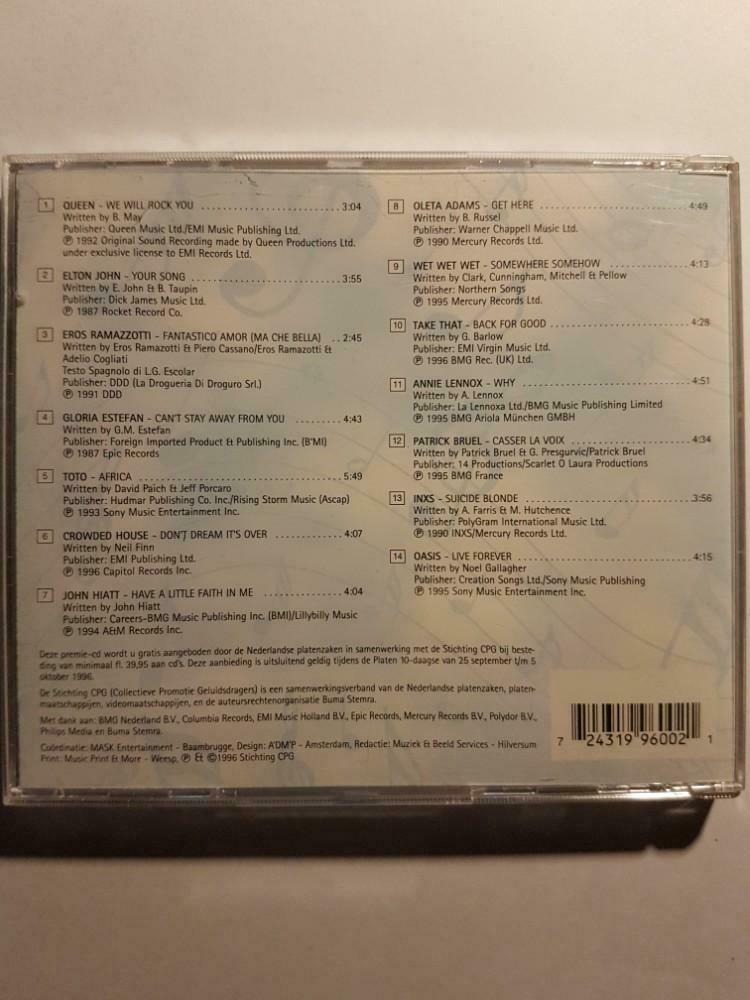 1 QUEEN - WE WILL ROCK YOU .......... 3:04
Written by B. May
Publisher: Queen Music Ltd./EMI Music Publishing Ltd.
℗ 1992 Original Sound Recording made by Queen Productions Ltd.
under exclusive license to EMI Records Ltd.
2 ELTON JOHN - YOUR SONG .......... 3:55
Written by E. John & B. Taupin
Publisher: Dick James Music Ltd.
℗ 1987 Rocket Record Co.
3 EROS RAMAZZOTTI - FANTASTICO AMOR (MA CHE BELLA) .. 2:45
Written by Eros Ramazotti & Piero Cassano/Eros Ramazotti &
Adelio Cogliati
Testo Spagnolo di L.G. Escolar
Publisher: DDD (La Drogueria Di Droguro Srl.)
℗ 1991 DDD
4 GLORIA ESTEFAN - CAN'T STAY AWAY FROM YOU .......... 4:43
Written by G.M. Estefan
Publisher: Foreign Imported Product & Publishing Inc. (B'MI)
℗ 1987 Epic Records
5 TOTO - AFRICA .......... 5:49
Written by David Paich & Jeff Porcaro
Publisher: Hudmar Publishing Co. Inc./Rising Storm Music (Ascap)
℗ 1993 Sony Music Entertainment Inc.
6 CROWDED HOUSE - DON'T DREAM IT'S OVER .......... 4:07
Written by Neil Finn
Publisher: EMI Publishing Ltd.
℗ 1996 Capitol Records Inc.
7 JOHN HIATT - HAVE A LITTLE FAITH IN ME .......... 4:04
Written by John Hiatt
Publisher: Careers-BMG Music Publishing Inc. (BMI)/Lillybilly Music
℗ 1994 A&M Records Inc.
8 OLETA ADAMS - GET HERE .......... 4:49
Written by B. Russel
Publisher: Warner Chappell Music Ltd.
℗ 1990 Mercury Records Ltd.
9 WET WET WET - SOMEWHERE SOMEHOW .......... 4:13
Written by Clark, Cunningham, Mitchell & Pellow
Publisher: Northern Songs
℗ 1995 Mercury Records Ltd.
10 TAKE THAT - BACK FOR GOOD .......... 4:28
Written by G. Barlow
Publisher: EMI Virgin Music Ltd.
℗ 1996 BMG Rec. (UK) Ltd.
11 ANNIE LENNOX - WHY .......... 4:51
Written by A. Lennox
Publisher: La Lennoxa Ltd./BMG Music Publishing Limited
℗ 1995 BMG Ariola München GMBH
12 PATRICK BRUEL - CASSER LA VOIX .......... 4:34
Written by Patrick Bruel & G. Presgurvic/Patrick Bruel
Publisher: 14 Productions/Scarlet O Laura Productions
℗ 1995 BMG France
13 INXS - SUICIDE BLONDE .......... 3:56
Written by A. Farris & M. Hutchence
Publisher: PolyGram International Music Ltd.
℗ 1990 INXS/Mercury Records Ltd.
14 OASIS - LIVE FOREVER .......... 4:15
Written by Noel Gallagher
Publisher: Creation Songs Ltd./Sony Music Publishing
℗ 1995 Sony Music Entertainment Inc.
Deze premie-cd wordt u gratis aangeboden door de Nederlandse platenzaken in samenwerking met de Stichting CPG bij beste-
ding van minimaal fl. 39,95 aan cd's. Deze aanbieding is uitsluitend geldig tijdens de Platen 10-daagse van 25 september t/m 5
oktober 1996.
De Stichting CPG (Collectieve Promotie Geluidsdragers) is een samenwerkingsverband van de Nederlandse platenzaken, platen-
maatschappijen, videomaatschappijen, en de auteursrechtenorganisatie Buma Stemra.
Met dank aan: BMG Nederland B.V., Columbia Records, EMI Music Holland B.V., Epic Records, Mercury Records B.V., Polydor B.V.,
Philips Media en Buma Stemra.
Coördinatie: MASK Entertainment - Baambrugge, Design: A'DM'P - Amsterdam, Redactie: Muziek & Beeld Services - Hilversum
Print: Music Print & More - Weesp, ℗ & ©1996 Stichting CPG
7 24319 96002 1